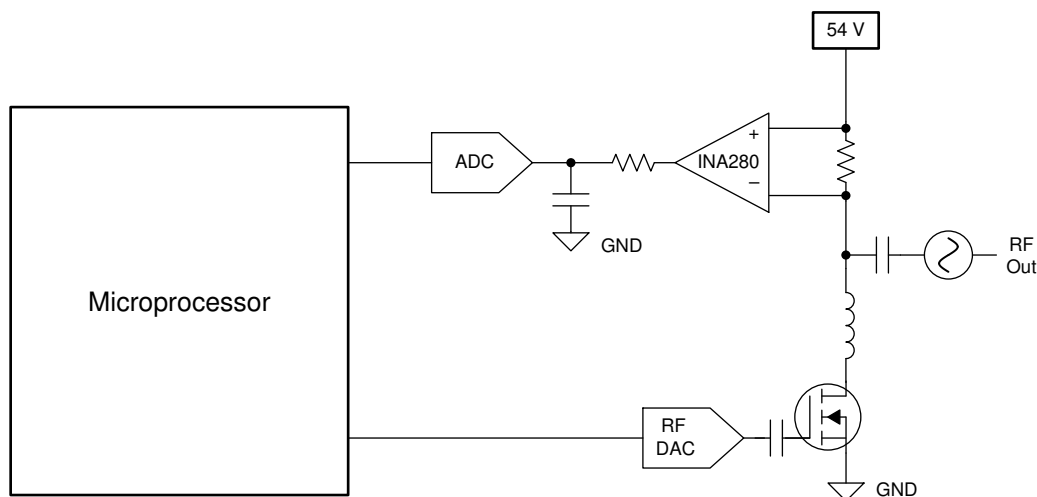 54 V
+
INA280
–
ADC
GND
RF
Out
Microprocessor
RF
DAC
GND